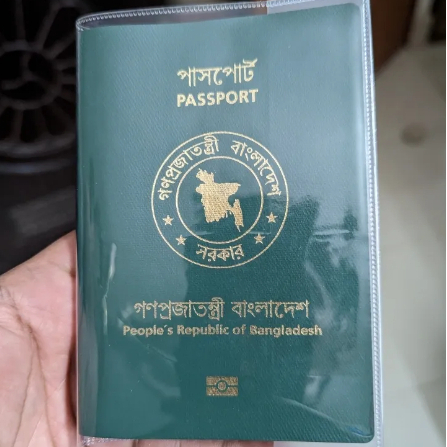 পাসপোর্ট
PASSPORT
গণপ্রজাতন্ত্রী বাংলাদেশ
সরকার
গণপ্রজাতন্ত্রী বাংলাদেশ
People's Republic of Bangladesh